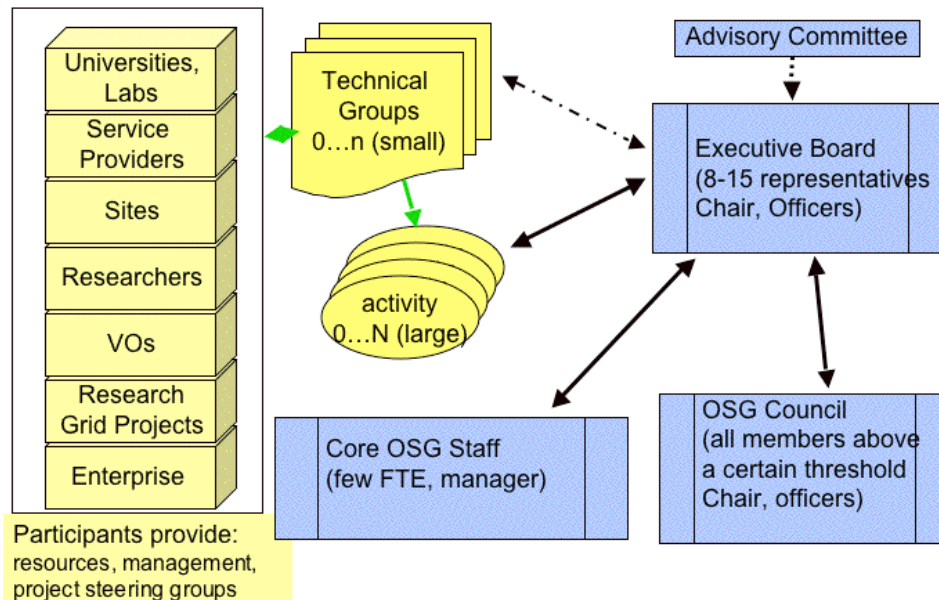 Universities,
Labs
Service
Providers
Sites
Researchers
VOs
Research
Grid Projects
Enterprise
Participants provide:
resources, management,
project steering groups
Technical
Groups
0...n (small)
activity
0...N (large)
Advisory Committee
Executive Board
(8-15 representatives
Chair, Officers)
Core OSG Staff
(few FTE, manager)
OSG Council
(all members above
a certain threshold
Chair, officers)